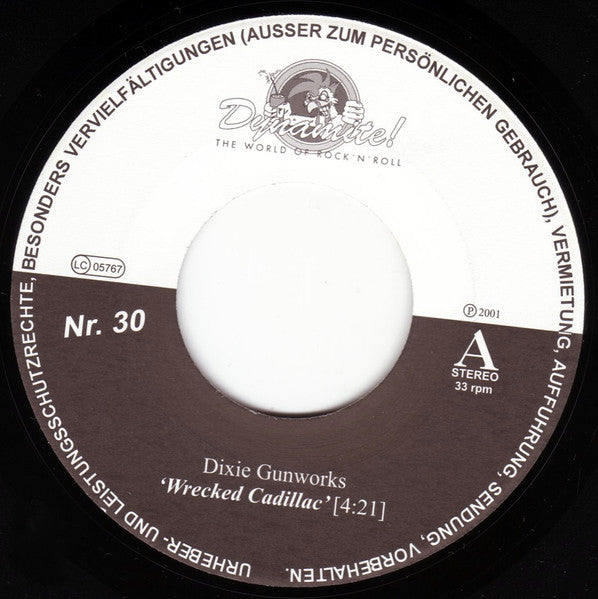 URHEBER- UND LEISTUNGSSCHUTZRECHTE, BESONDERS VERVIELFÄLTIGUNGEN (AUSSER ZUM PERSÖNLICHEN GEBRAUCH), VERMIETUNG, AUFFÜHRUNG, SENDUNG, VORBEHALTEN.
Dynamite!
THE WORLD OF ROCK'N'ROLL
LC 05767
Nr. 30
℗ 2001
A
STEREO
33 rpm
Dixie Gunworks
‘Wrecked Cadillac’ [4:21]